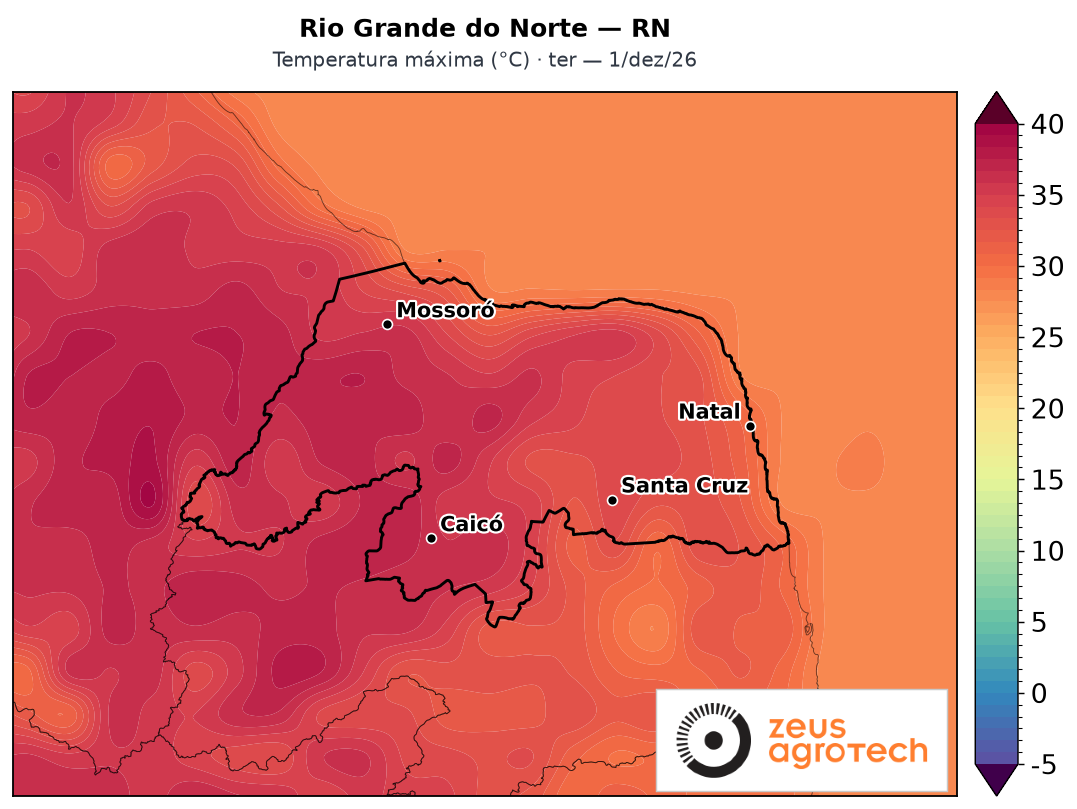 Rio Grande do Norte — RN
Temperatura máxima (°C) · ter — 1/dez/26
Mossoró
Natal
Santa Cruz
Caicó
40
35
30
25
20
15
10
5
0
-5
zeus
agrotech